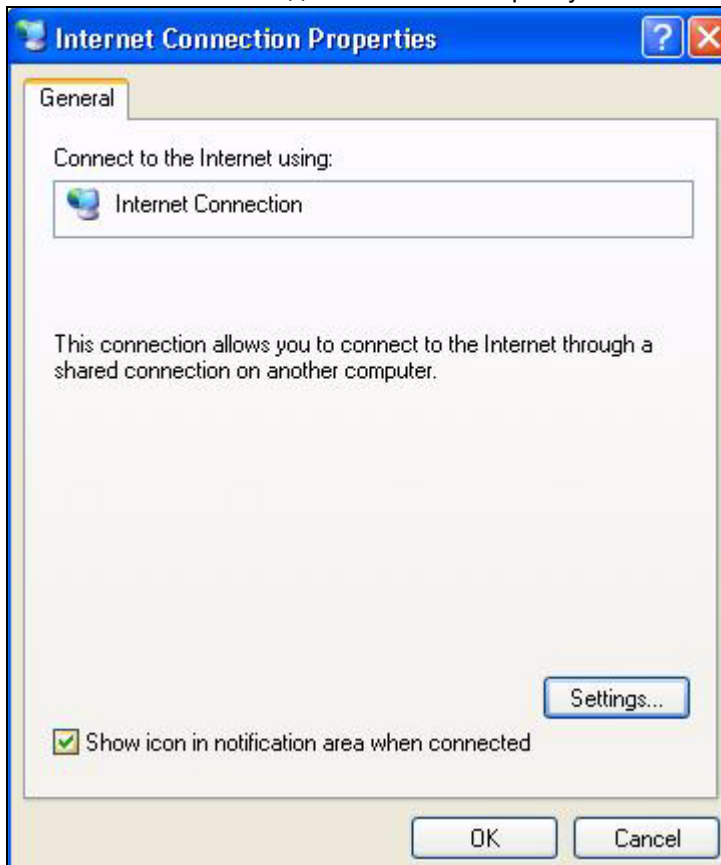 Internet Connection Properties
General
Connect to the Internet using:
Internet Connection
This connection allows you to connect to the Internet through a
shared connection on another computer.
Settings...
Show icon in notification area when connected
OK
Cancel